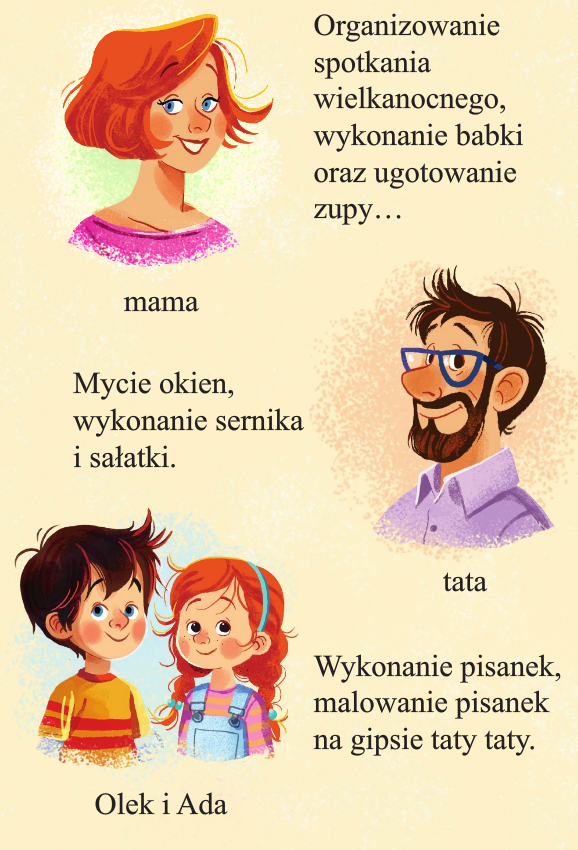 Organizowanie
spotkania
wielkanocnego,
wykonanie babki
oraz ugotowanie
zupy…
mama
Mycie okien,
wykonanie sernika
i sałatki.
tata
Wykonanie pisanek,
malowanie pisanek
na gipsie taty taty.
Olek i Ada